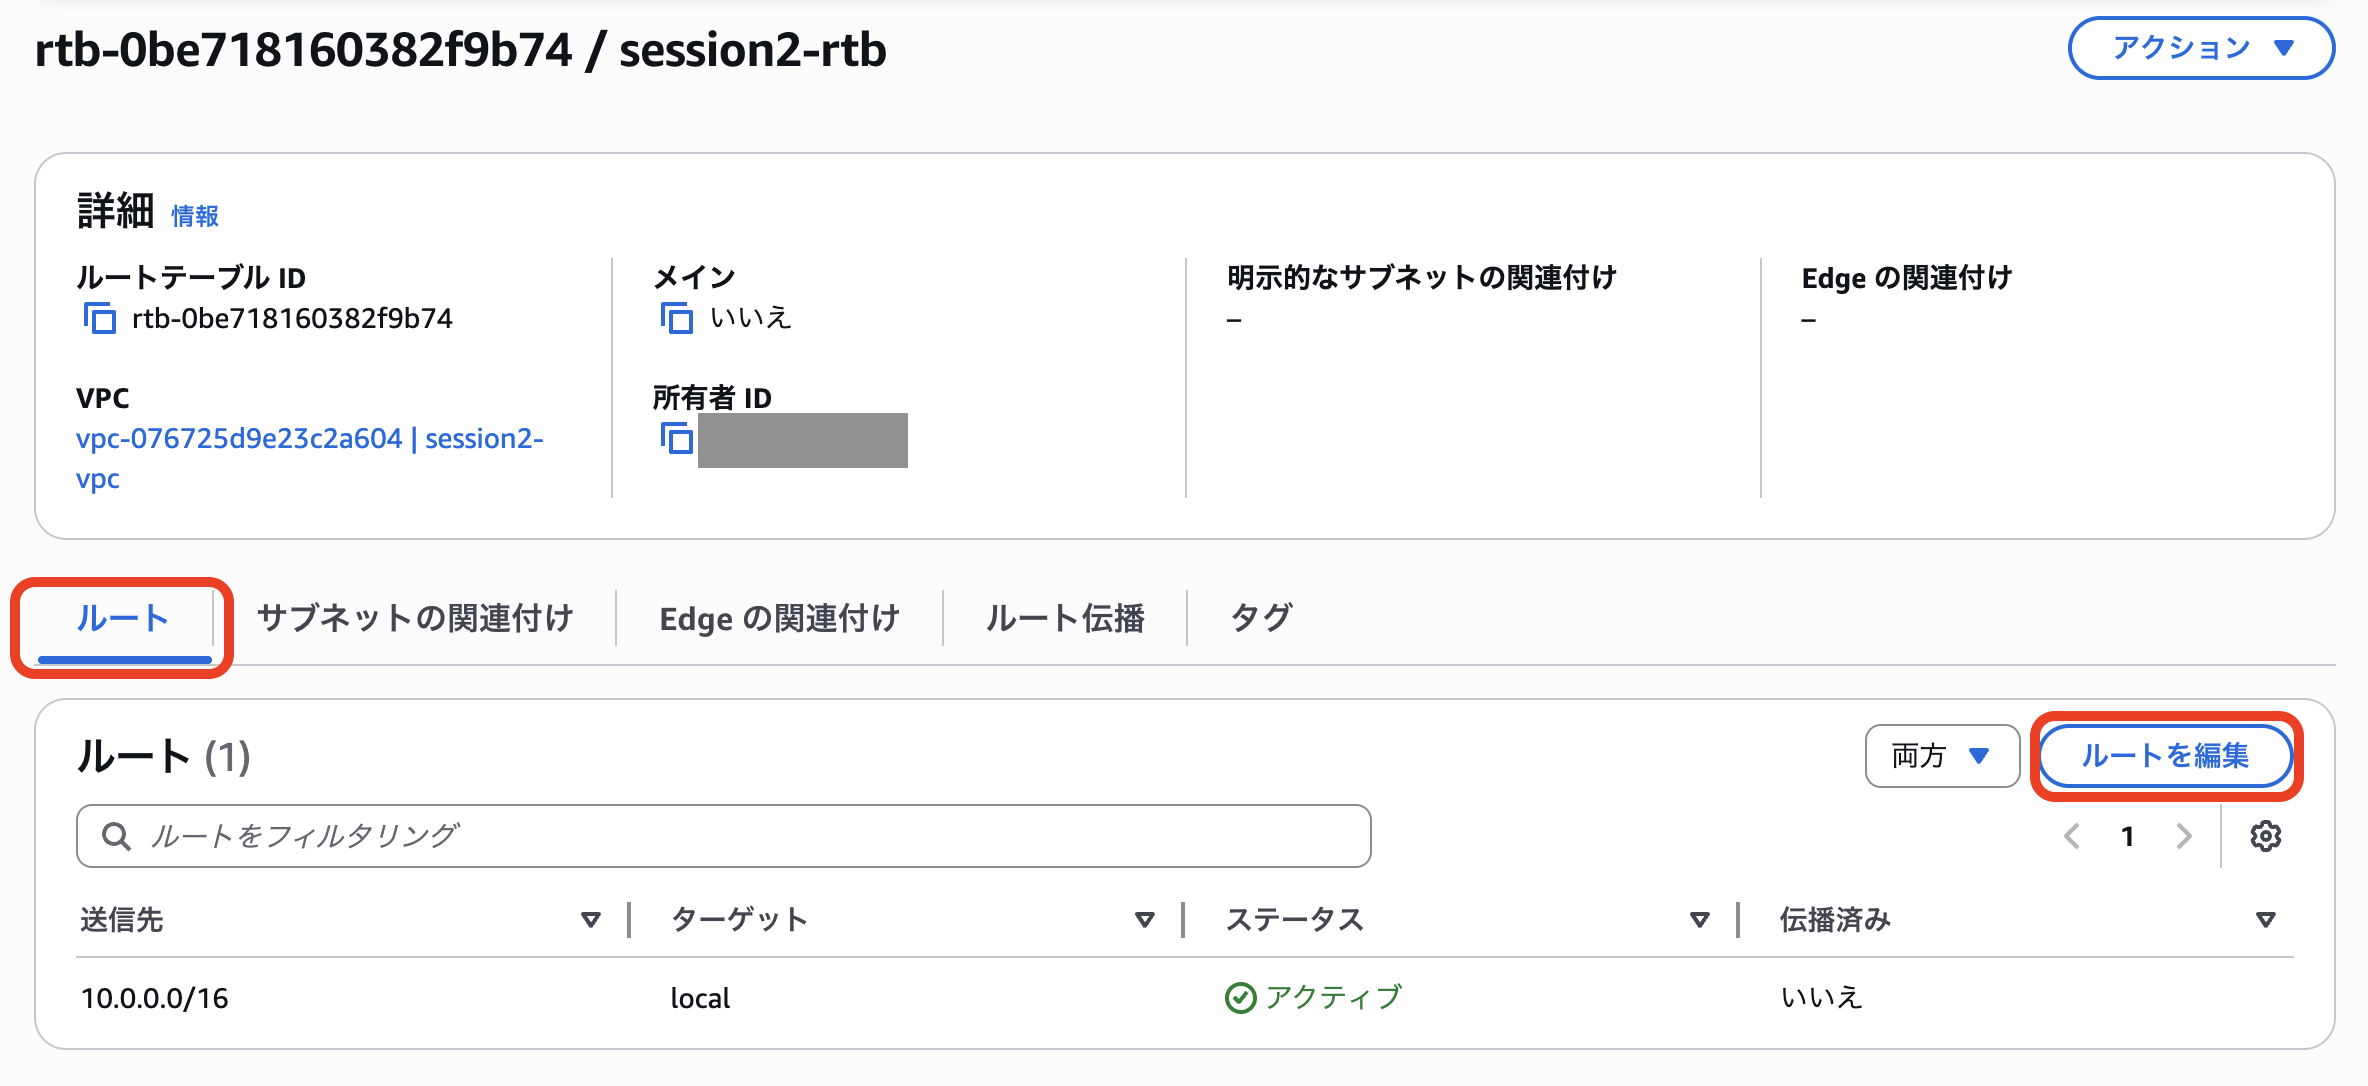 rtb-0be718160382f9b74 / session2-rtb
アクション
詳細 情報
ルートテーブル ID
rtb-0be718160382f9b74
メイン
いいえ
明示的なサブネットの関連付け
–
Edge の関連付け
–
VPC
vpc-076725d9e23c2a604 | session2-
vpc
所有者 ID
ルート
サブネットの関連付け
Edge の関連付け
ルート伝播
タグ
ルート (1)
両方
ルートを編集
ルートをフィルタリング
1
送信先
ターゲット
ステータス
伝播済み
10.0.0.0/16
local
アクティブ
いいえ